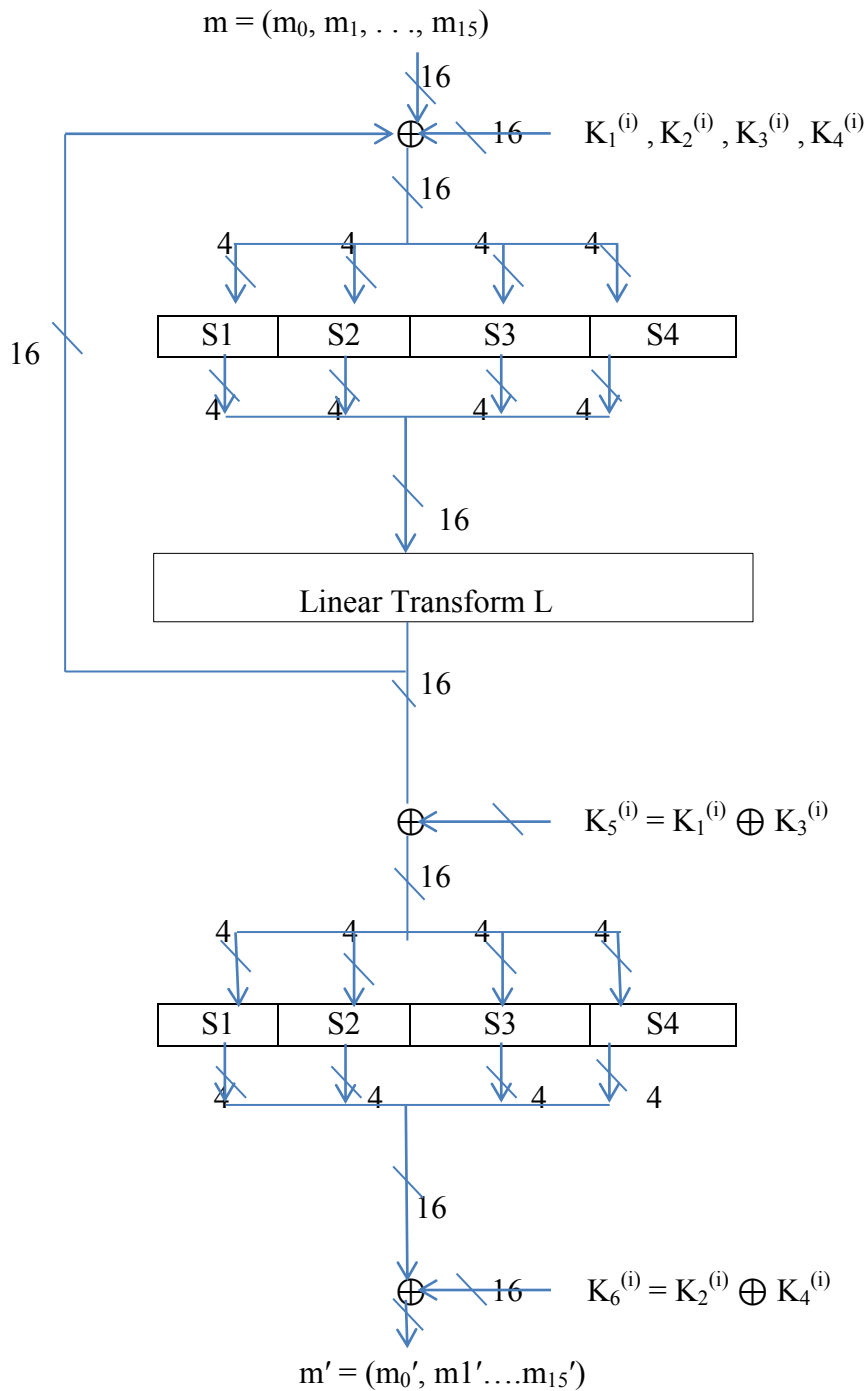 m = (m₀, m₁, . . ., m₁₅)
16
16 K₁⁽ⁱ⁾ , K₂⁽ⁱ⁾ , K₃⁽ⁱ⁾ , K₄⁽ⁱ⁾
16
4 4 4 4
S1 S2 S3 S4
16
4 4 4 4
16
Linear Transform L
16
K₅⁽ⁱ⁾ = K₁⁽ⁱ⁾ ⊕ K₃⁽ⁱ⁾
16
4 4 4 4
S1 S2 S3 S4
4 4 4 4
16
16 K₆⁽ⁱ⁾ = K₂⁽ⁱ⁾ ⊕ K₄⁽ⁱ⁾
m′ = (m₀′, m1′….m₁₅′)